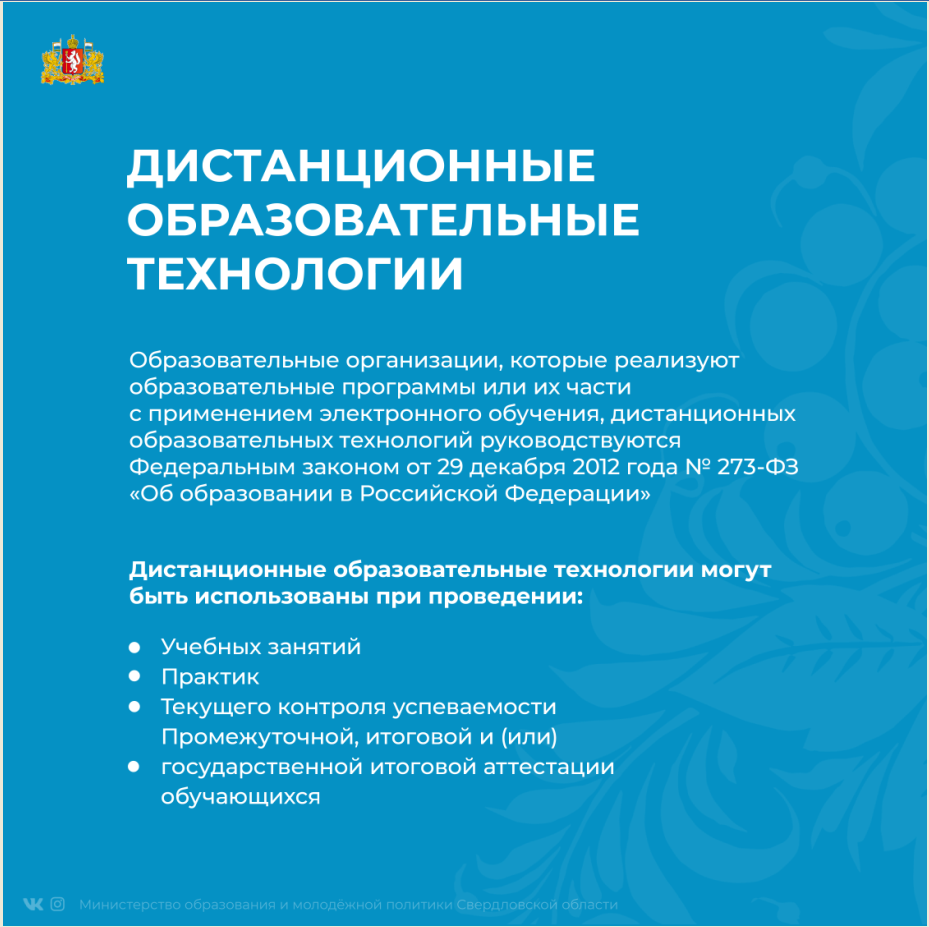 ДИСТАНЦИОННЫЕ
ОБРАЗОВАТЕЛЬНЫЕ
ТЕХНОЛОГИИ
Образовательные организации, которые реализуют
образовательные программы или их части
с применением электронного обучения, дистанционных
образовательных технологий руководствуются
Федеральным законом от 29 декабря 2012 года № 273-ФЗ
«Об образовании в Российской Федерации»
Дистанционные образовательные технологии могут
быть использованы при проведении:
● Учебных занятий
● Практик
● Текущего контроля успеваемости
Промежуточной, итоговой и (или)
● государственной итоговой аттестации
обучающихся
Министерство образования и молодёжной политики Свердловской области